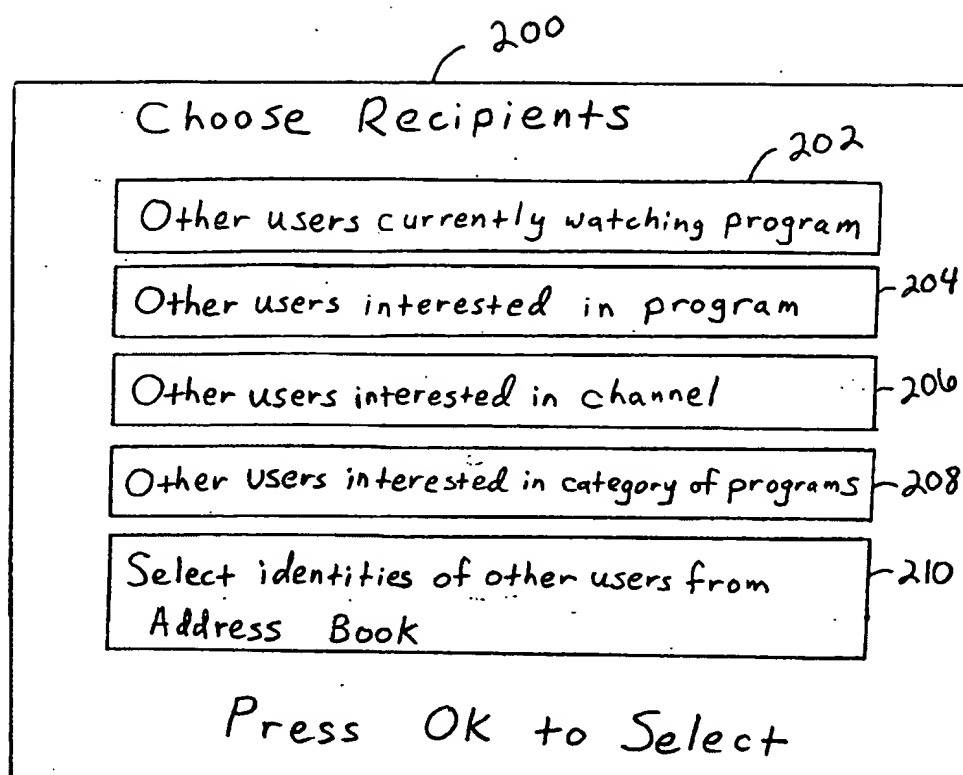 200
Choose Recipients
202
Other users currently watching program
Other users interested in program
204
Other users interested in channel
206
Other users interested in category of programs
208
Select identities of other users from
210
Address Book
Press OK to Select